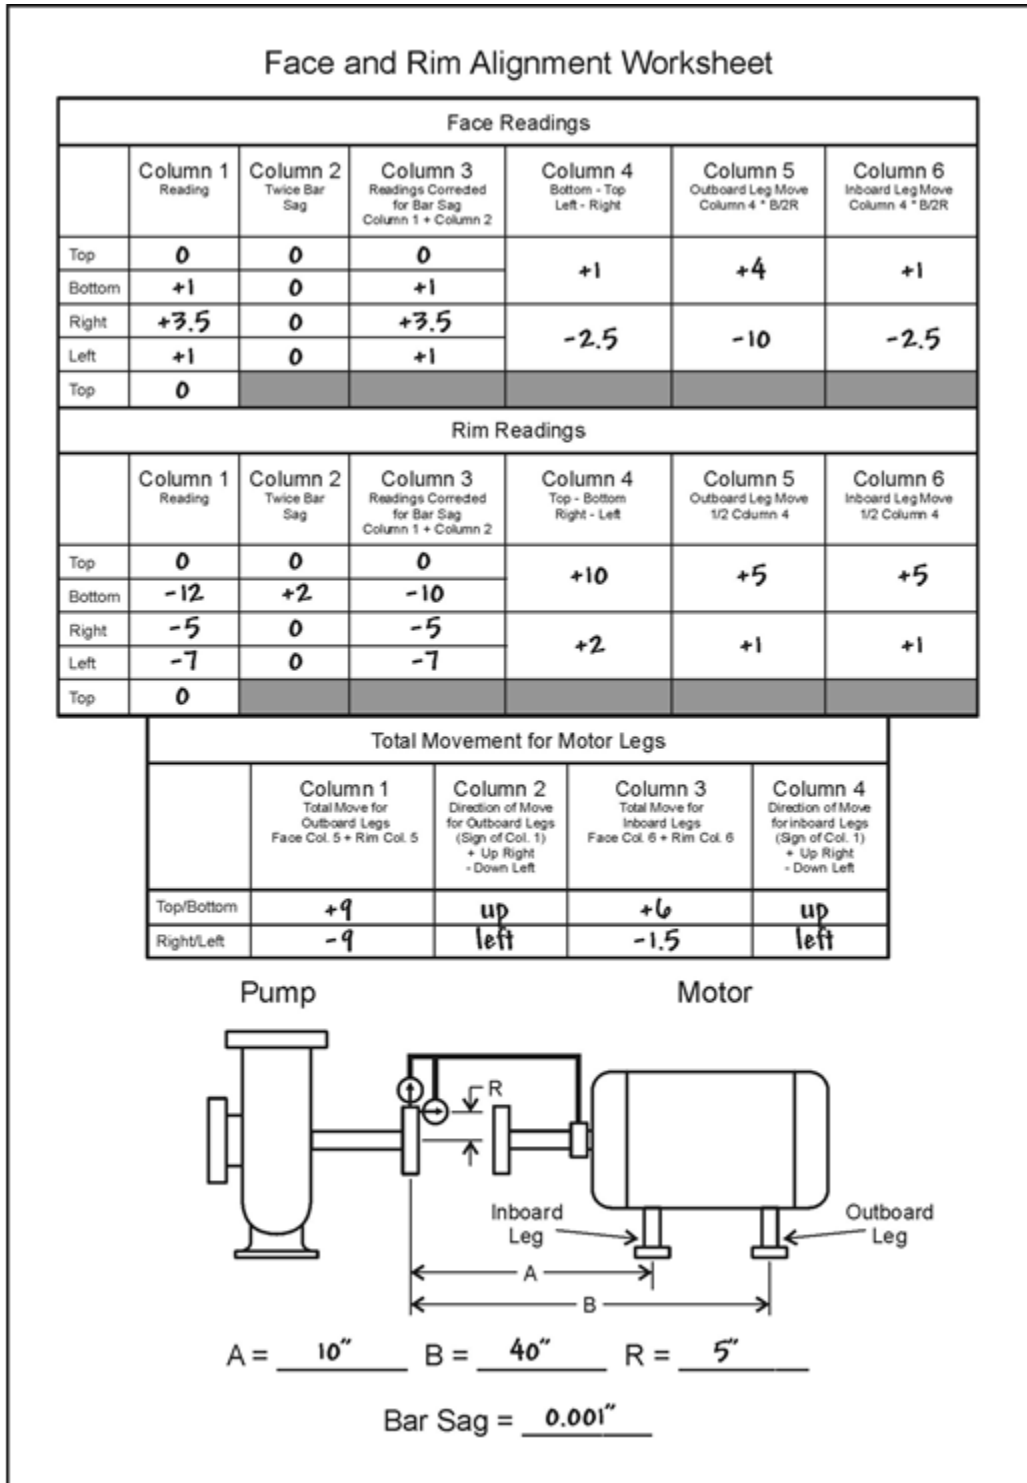 Face and Rim Alignment Worksheet
Face Readings
Column 1 Column 2 Column 3 Column 4 Column 5 Column 6
Reading Twice Bar Readings Corrected Bottom - Top Outboard Leg Move Inboard Leg Move
Sag for Bar Sag Left - Right Column 4 * B/2R Column 4 * B/2R
Column 1 + Column 2
Top 0 0 0 +1 +4 +1
Bottom +1 0 +1
Right +3.5 0 +3.5 -2.5 -10 -2.5
Left +1 0 +1
Top 0
Rim Readings
Column 1 Column 2 Column 3 Column 4 Column 5 Column 6
Reading Twice Bar Readings Corrected Top - Bottom Outboard Leg Move Inboard Leg Move
Sag for Bar Sag Right - Left 1/2 Column 4 1/2 Column 4
Column 1 + Column 2
Top 0 0 0 +10 +5 +5
Bottom -12 +2 -10
Right -5 0 -5 +2 +1 +1
Left -7 0 -7
Top 0
Total Movement for Motor Legs
Column 1 Column 2 Column 3 Column 4
Total Move for Direction of Move Total Move for Direction of Move
Outboard Legs for Outboard Legs Inboard Legs for inboard Legs
Face Col. 5 + Rim Col. 5 (Sign of Col. 1) Face Col. 6 + Rim Col. 6 (Sign of Col. 1)
+ Up Right + Up Right
- Down Left - Down Left
Top/Bottom +9 up +6 up
Right/Left -9 left -1.5 left
Pump Motor
R
Inboard Outboard
Leg Leg
A
B
A = 10" B = 40" R = 5"
Bar Sag = 0.001"